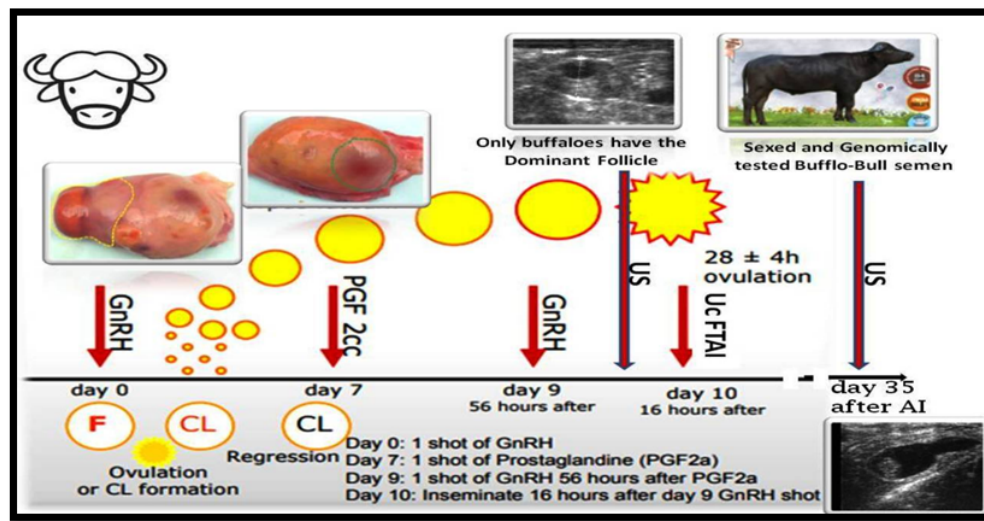 Only buffaloes have the
Dominant Follicle
Sexed and Genomically
tested Bufflo-Bull semen
GnRH
PGF 2cc
GnRH
US
28 ± 4h
ovulation
UcFTAI
US
day 0
day 7
day 9
56 hours after
day 10
16 hours after
day 35
after AI
F
CL
CL
Ovulation
or CL formation
Regression
Day 0: 1 shot of GnRH
Day 7: 1 shot of Prostaglandine (PGF2a)
Day 9: 1 shot of GnRH 56 hours after PGF2a
Day 10: Inseminate 16 hours after day 9 GnRH shot